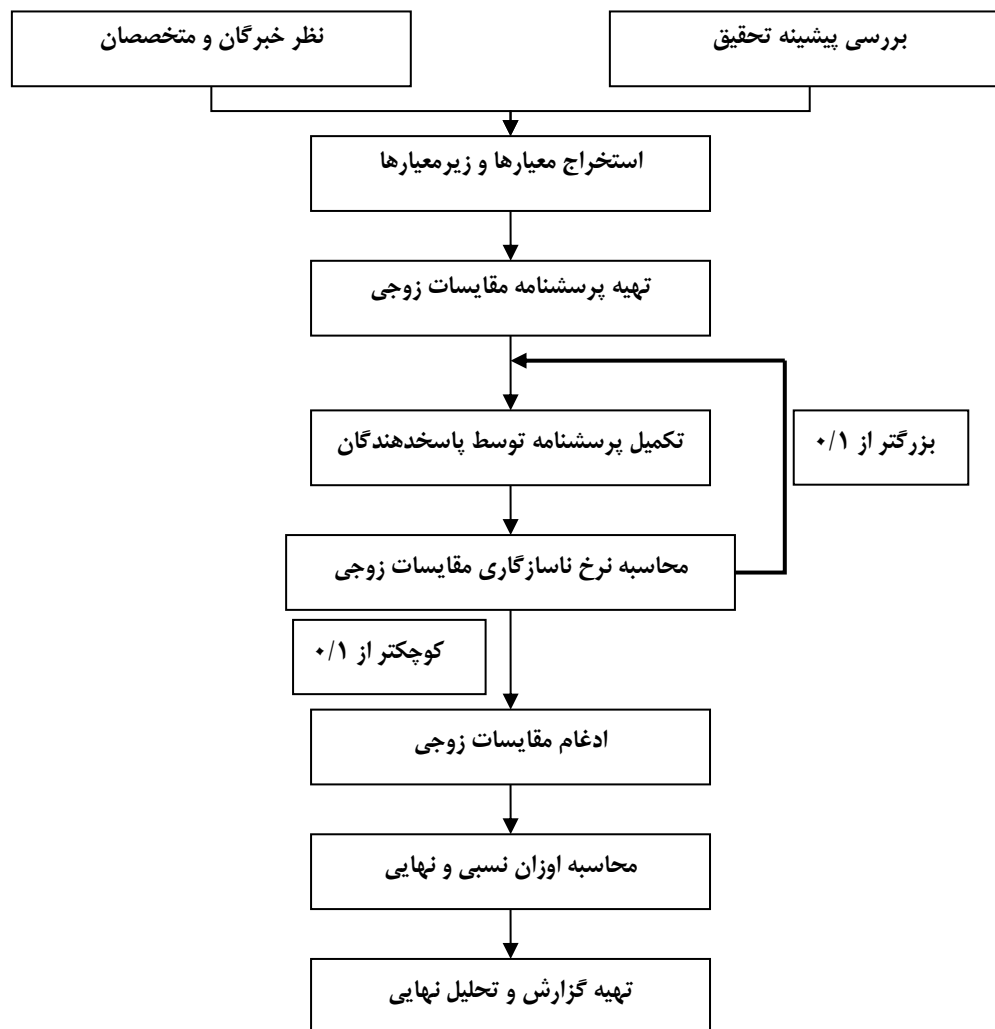 بررسی پیشینه تحقیق
نظر خبرگان و متخصصان
استخراج معیارها و زیرمعیارها
تهیه پرسشنامه مقایسات زوجی
تکمیل پرسشنامه توسط پاسخدهندگان
بزرگتر از ۰/۱
محاسبه نرخ ناسازگاری مقایسات زوجی
کوچکتر از ۰/۱
ادغام مقایسات زوجی
محاسبه اوزان نسبی و نهایی
تهیه گزارش و تحلیل نهایی